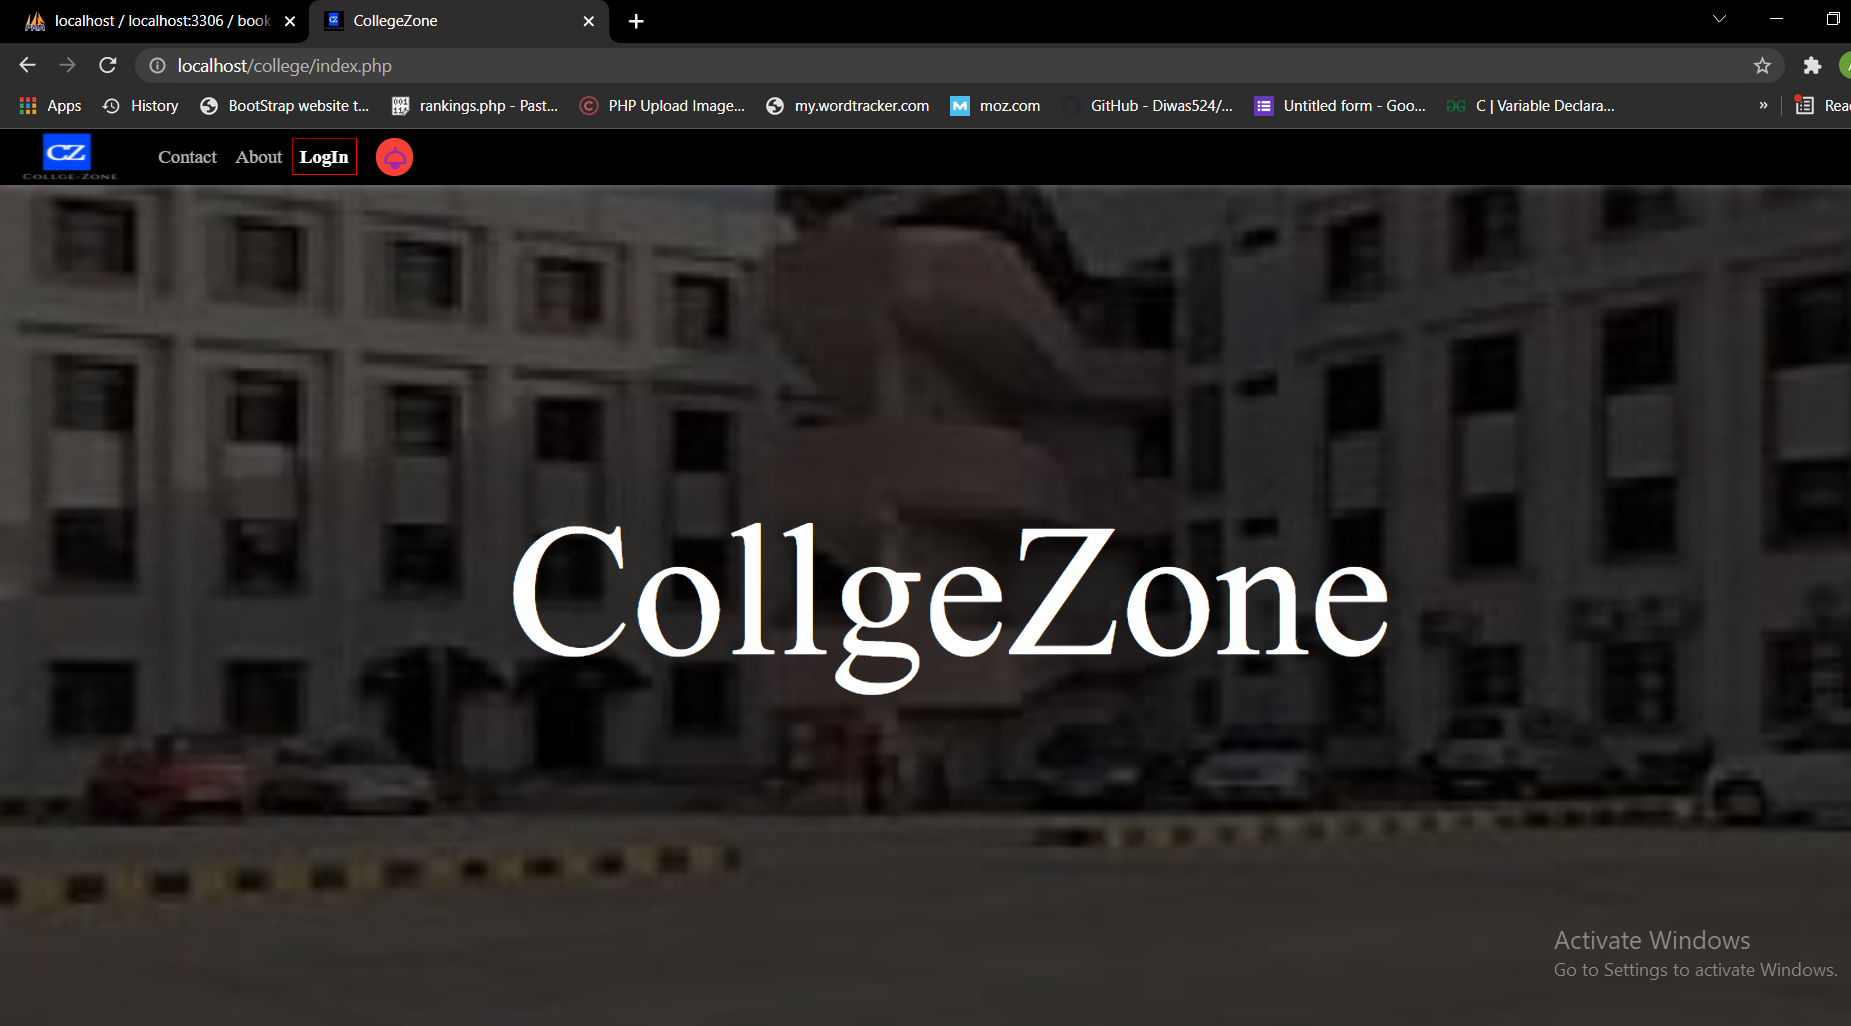 localhost / localhost:3306 / book
CollegeZone
localhost/college/index.php
Apps
History
BootStrap website t...
rankings.php - Past...
PHP Upload Image...
my.wordtracker.com
moz.com
GitHub - Diwas524/...
Untitled form - Goo...
C | Variable Declara...
»
Rea
CZ
COLLGE-ZONE
Contact
About
LogIn
CollgeZone
Activate Windows
Go to Settings to activate Windows.